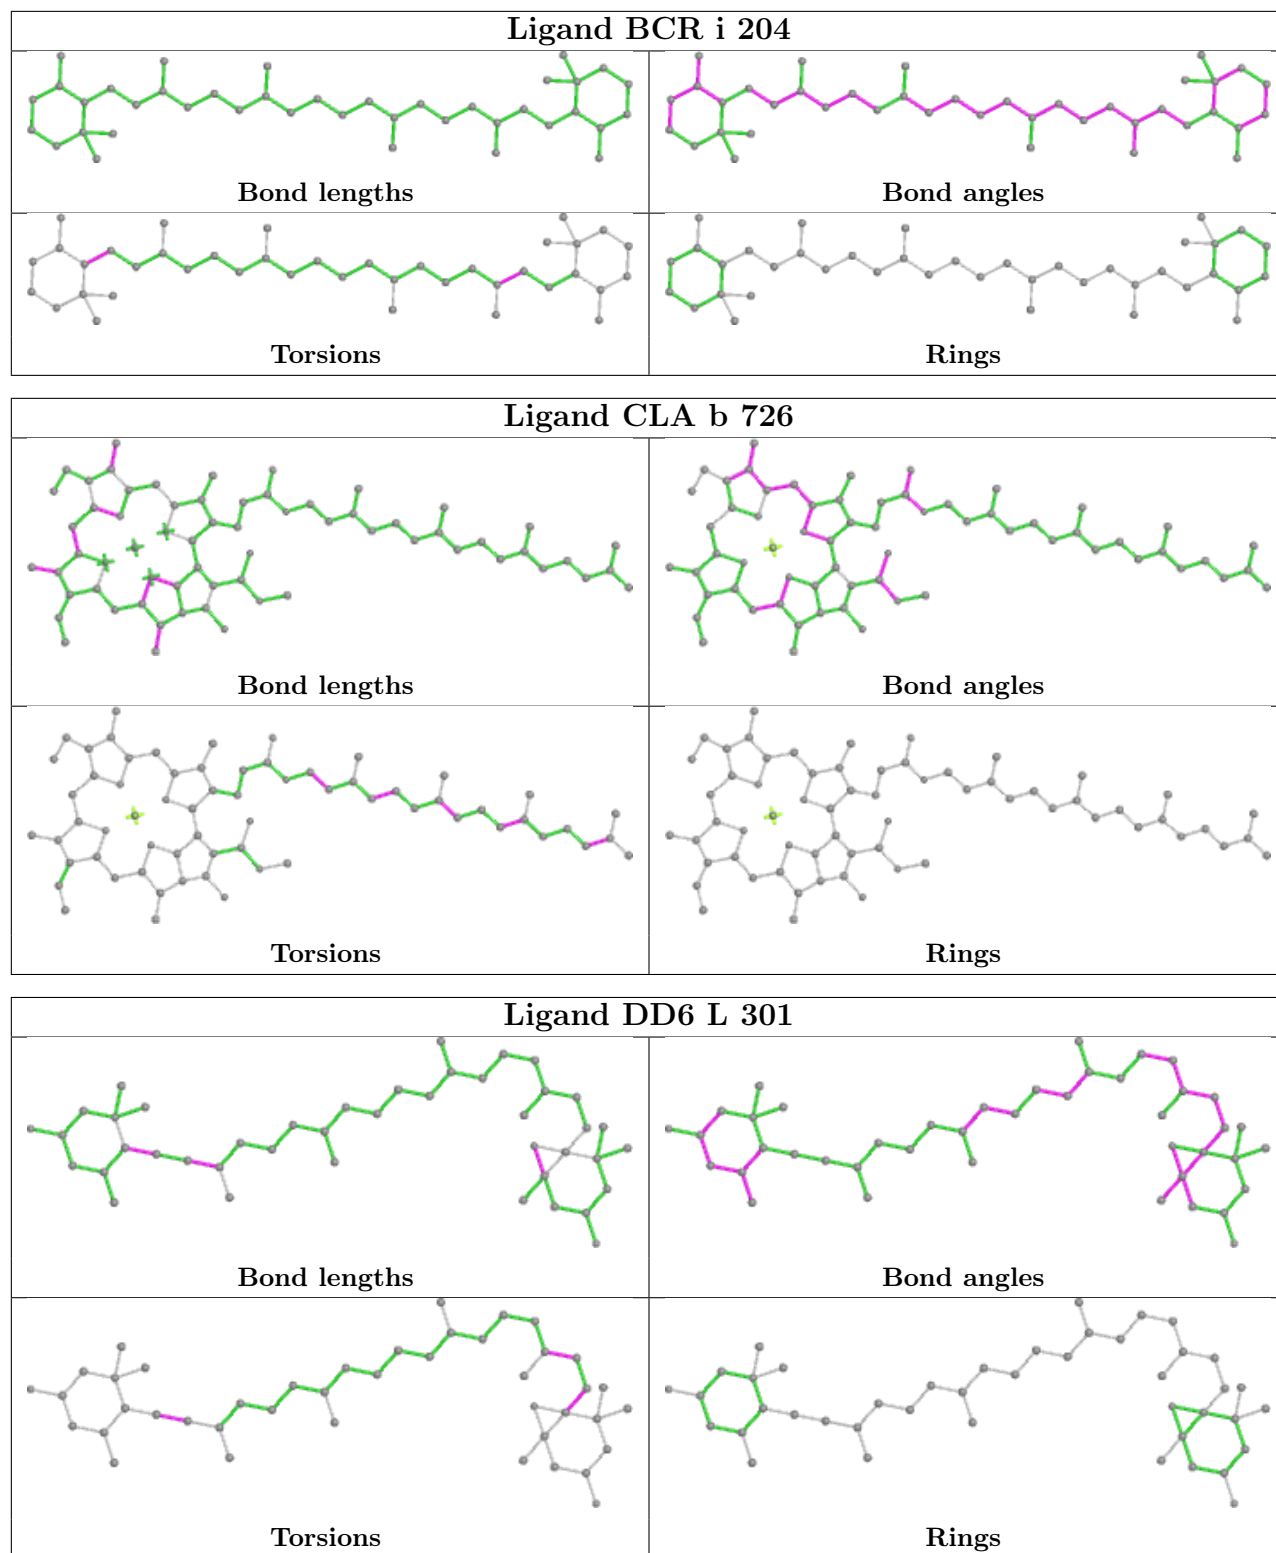 Ligand BCR i 204
Bond lengths
Bond angles
Torsions
Rings
Ligand CLA b 726
Bond lengths
Bond angles
Torsions
Rings
Ligand DD6 L 301
Bond lengths
Bond angles
Torsions
Rings